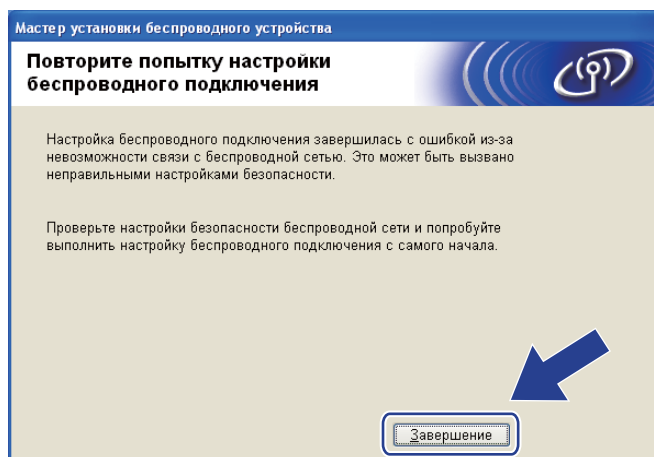 Мастер установки беспроводного устройства
Повторите попытку настройки
беспроводного подключения
Настройка беспроводного подключения завершилась с ошибкой из-за
невозможности связи с беспроводной сетью. Это может быть вызвано
неправильными настройками безопасности.
Проверьте настройки безопасности беспроводной сети и попробуйте
выполнить настройку беспроводного подключения с самого начала.
Завершение